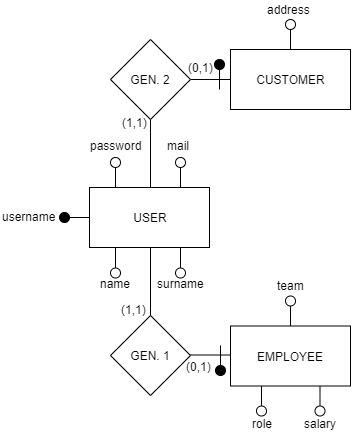 address
(0,1)
GEN. 2
CUSTOMER
(1,1)
password
mail
username
USER
name
surname
team
(1,1)
GEN. 1
EMPLOYEE
(0,1)
role
salary